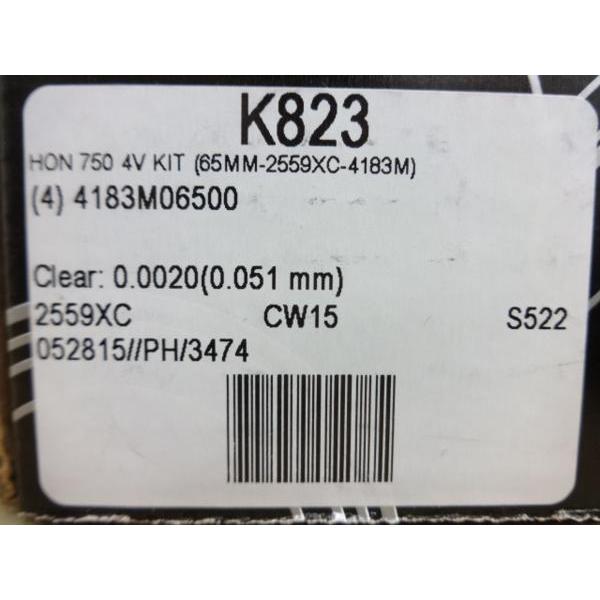 K823
HON 750 4V KIT (65MM-2559XC-4183M)
(4) 4183M06500
Clear: 0.0020(0.051 mm)
2559XC CW15 S522
052815//PH/3474